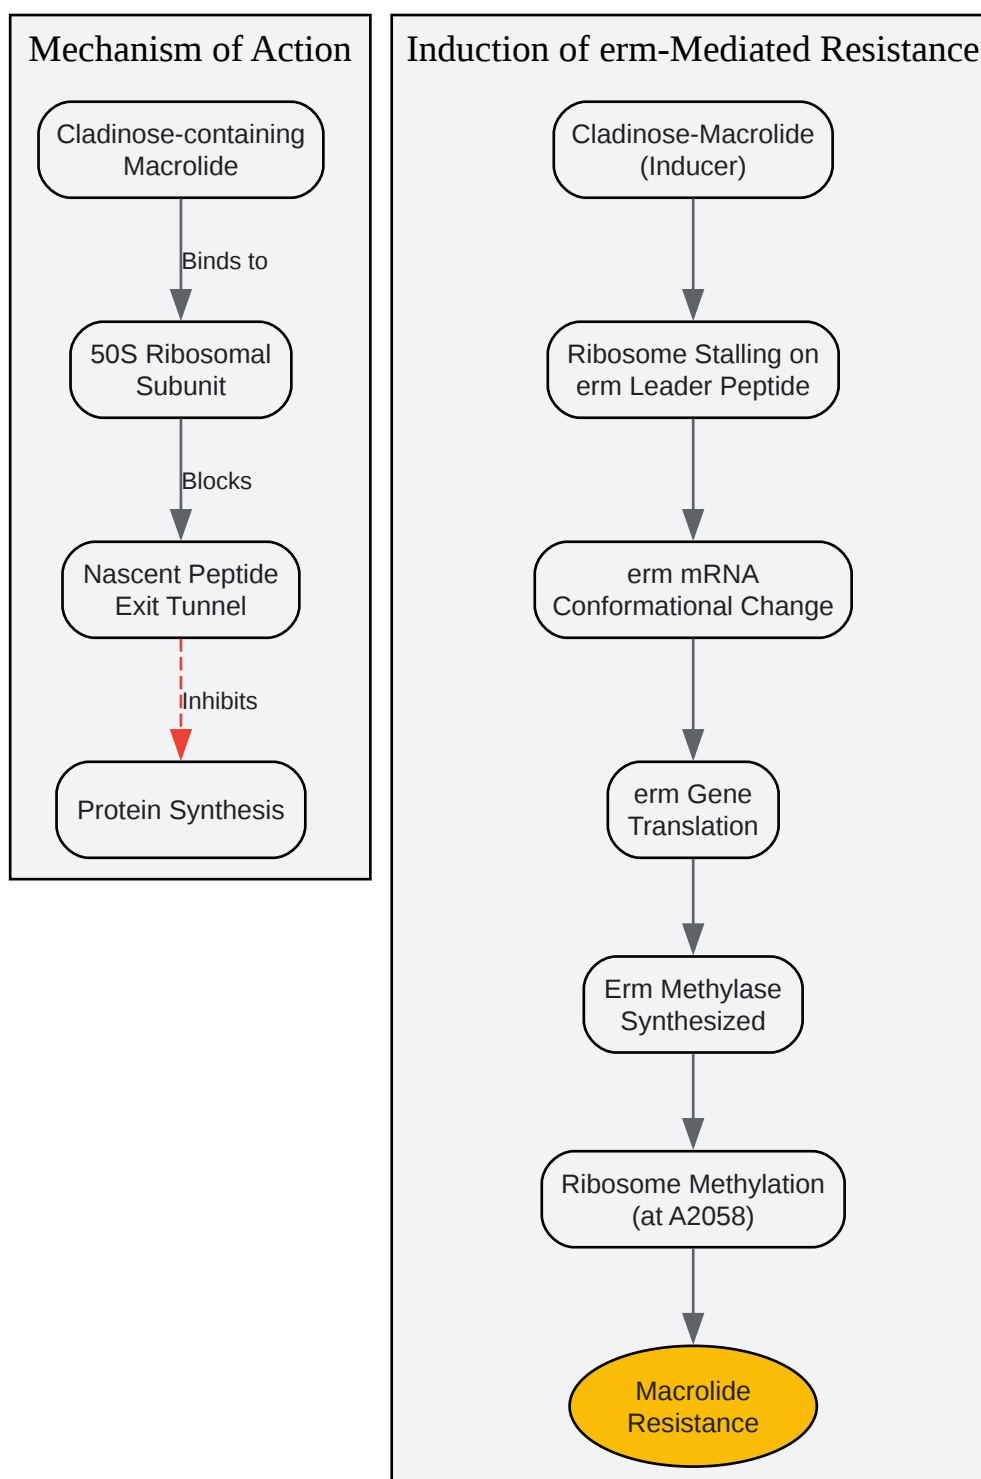 Mechanism of Action
Cladinose-containing
Macrolide
Binds to
50S Ribosomal
Subunit
Blocks
Nascent Peptide
Exit Tunnel
Inhibits
Protein Synthesis
Induction of erm-Mediated Resistance
Cladinose-Macrolide
(Inducer)
Ribosome Stalling on
erm Leader Peptide
erm mRNA
Conformational Change
erm Gene
Translation
Erm Methylase
Synthesized
Ribosome Methylation
(at A2058)
Macrolide
Resistance